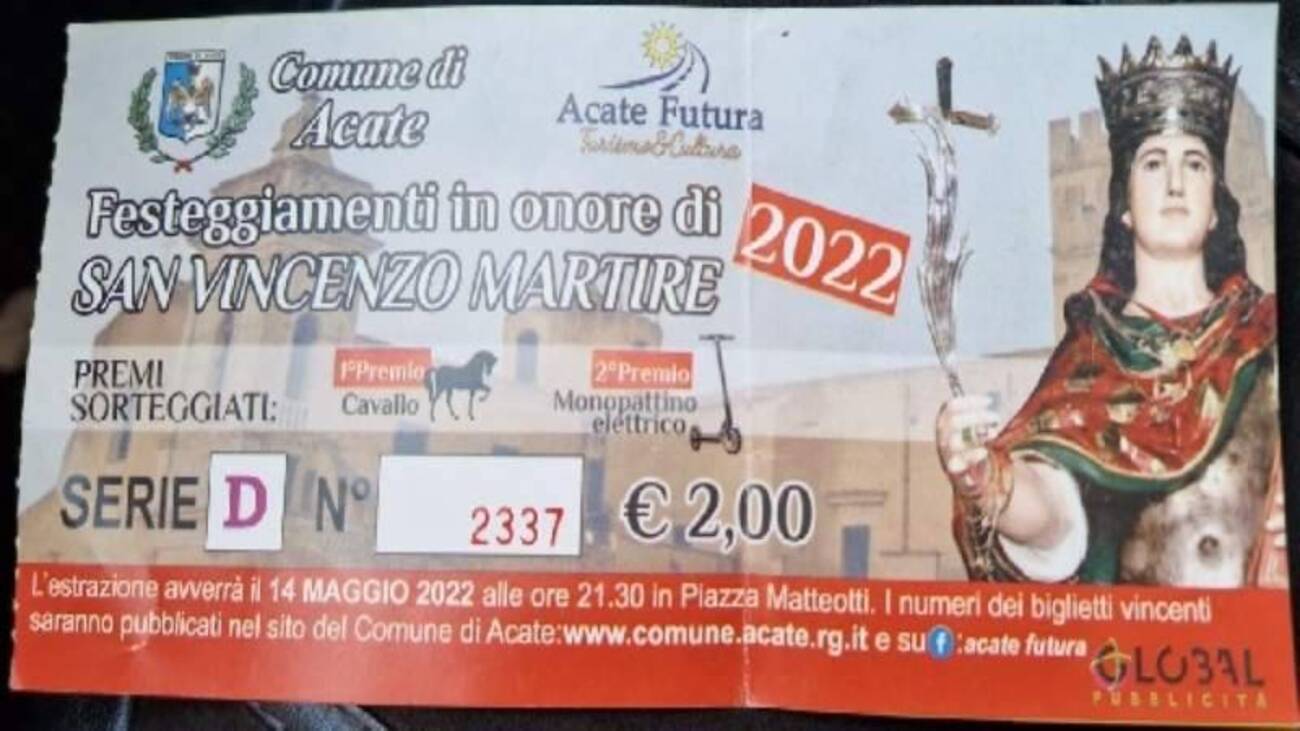 Comune di
Acate
Acate Futura
Turismo&Cultura
Festeggiamenti in onore di
SAN VINCENZO MARTIRE
2022
PREMI
SORTEGGIATI:
1°Premio
Cavallo
2°Premio
Monopattino
elettrico
SERIE D N° 2337 € 2,00
L'estrazione avverrà il 14 MAGGIO 2022 alle ore 21.30 in Piazza Matteotti. I numeri dei biglietti vincenti
saranno pubblicati nel sito del Comune di Acate:www.comune.acate.rg.it e su f :acate futura
GLOBAL
PUBBLICITÀ